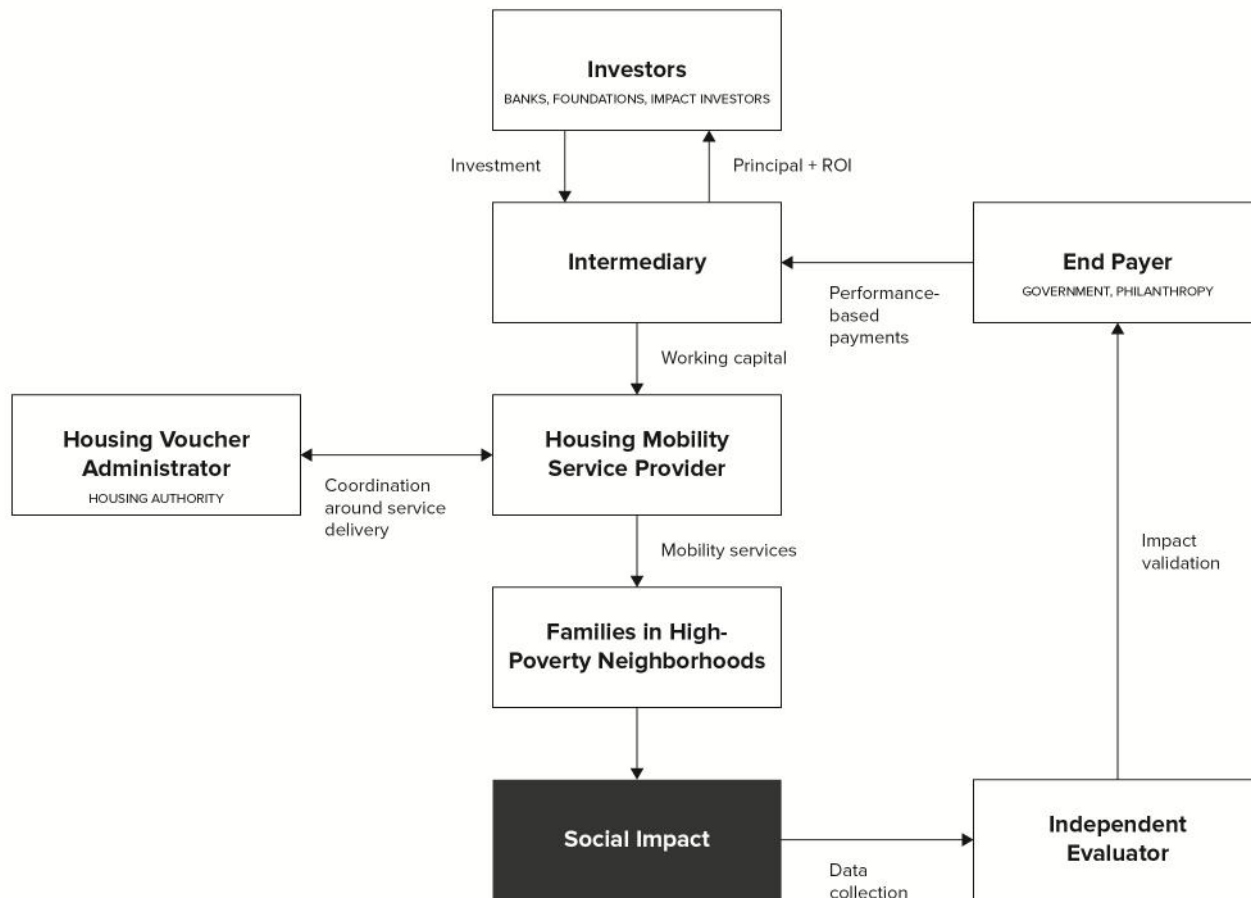 Investors
BANKS, FOUNDATIONS, IMPACT INVESTORS
Investment
Principal + ROI
Intermediary
End Payer
GOVERNMENT, PHILANTHROPY
Performance-
based
payments
Working capital
Housing Voucher
Administrator
HOUSING AUTHORITY
Housing Mobility
Service Provider
Coordination
around service
delivery
Mobility services
Impact
validation
Families in High-
Poverty Neighborhoods
Social Impact
Independent
Evaluator
Data
collection